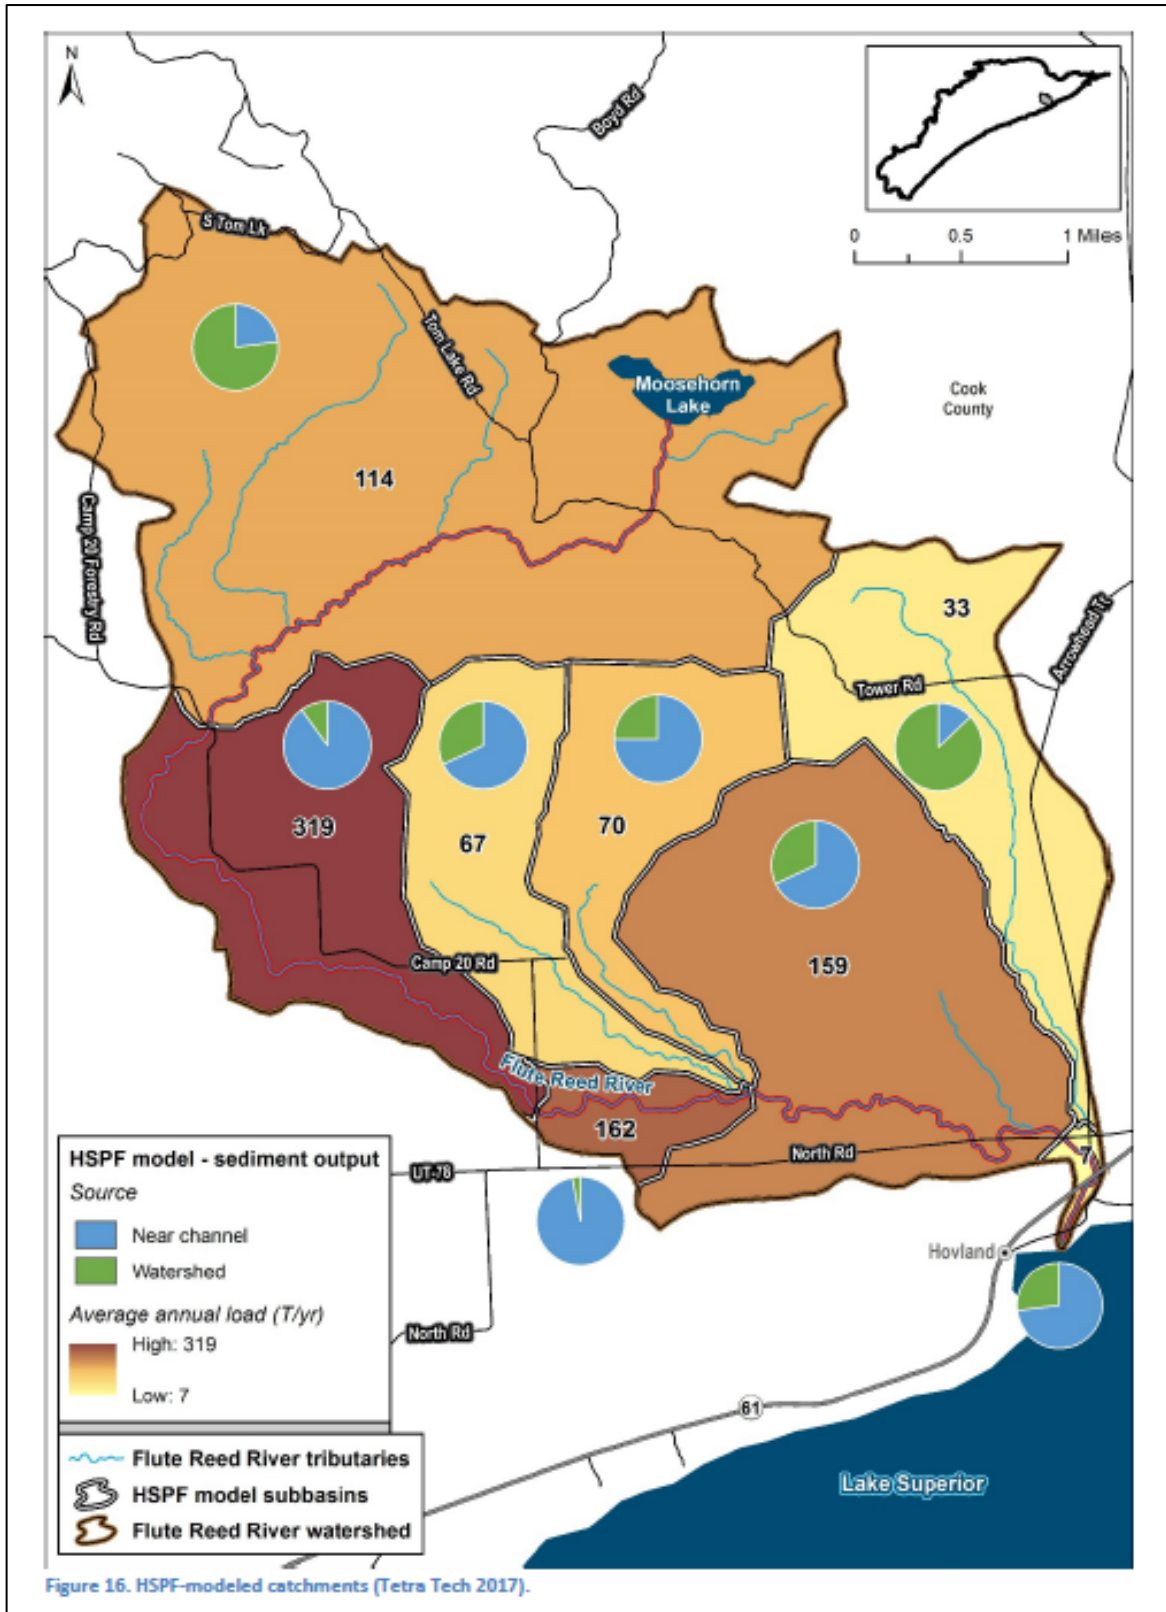 N
Boyd Rd
S Tom Lk
0 0.5 1 Miles
Tom Lake Rd
Moosehorn
Lake
Cook
County
114
Camp 20 Forestry Rd
33
Arrowhead Tr
Tower Rd
319
67
70
159
Camp 20 Rd
Flute Reed River
162
North Rd
7
UT-78
HSPF model - sediment output
Source
Near channel
Watershed
Average annual load (T/yr)
High: 319
Low: 7
Hovland
North Rd
61
Flute Reed River tributaries
HSPF model subbasins
Flute Reed River watershed
Lake Superior
Figure 16. HSPF-modeled catchments (Tetra Tech 2017).